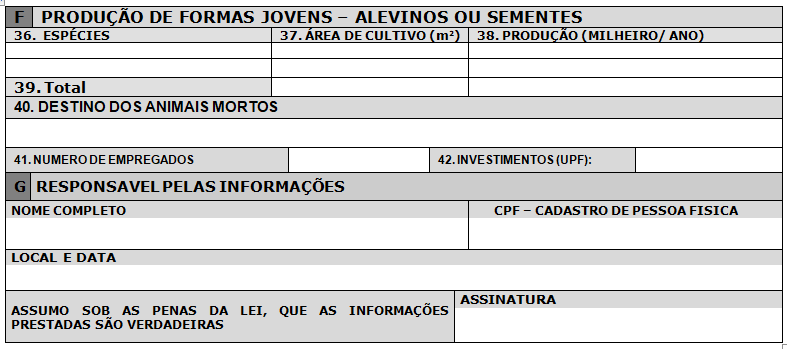 F PRODUÇÃO DE FORMAS JOVENS – ALEVINOS OU SEMENTES
36. ESPÉCIES 37. ÁREA DE CULTIVO (m²) 38. PRODUÇÃO (MILHEIRO/ ANO)
39. Total
40. DESTINO DOS ANIMAIS MORTOS
41. NUMERO DE EMPREGADOS 42. INVESTIMENTOS (UPF):
G RESPONSAVEL PELAS INFORMAÇÕES
NOME COMPLETO CPF – CADASTRO DE PESSOA FISICA
LOCAL E DATA
ASSUMO SOB AS PENAS DA LEI, QUE AS INFORMAÇÕES
PRESTADAS SÃO VERDADEIRAS
ASSINATURA